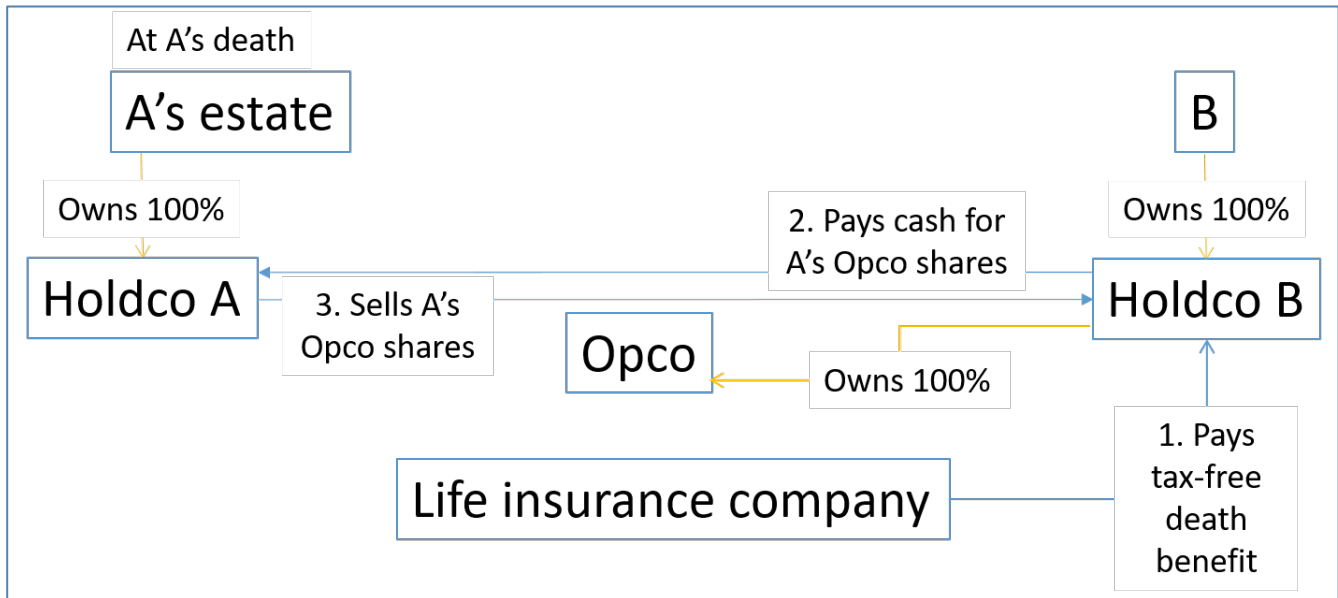 At A’s death
A’s estate
B
Owns 100%
Owns 100%
2. Pays cash for
A’s Opco shares
Holdco A
Holdco B
3. Sells A’s
Opco shares
Opco
Owns 100%
1. Pays
tax-free
death
benefit
Life insurance company